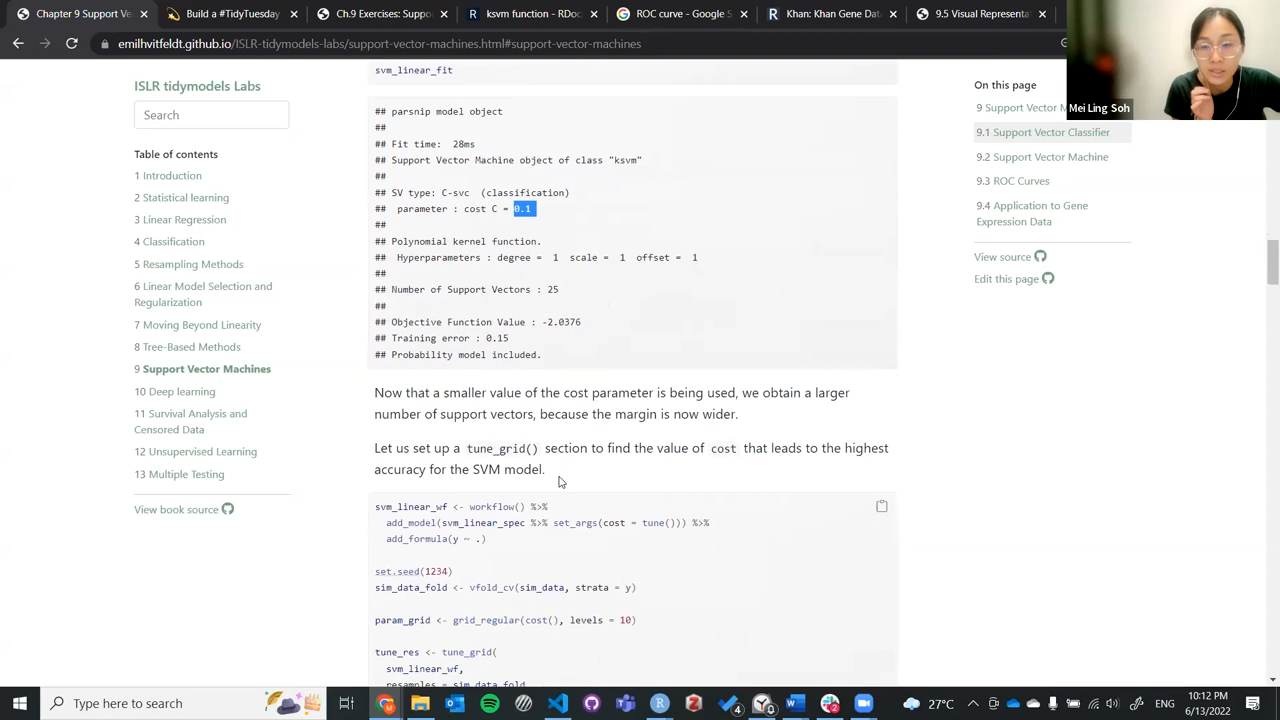 Chapter 9 Exercise
Ch.9 Exercises: Supp
ksvm function - RDoc
ROC curve - Google S
Khan: Khan Gene Dat
9.5 Visual Representat
emilhvitfeldt.github.io/ISLR-tidymodels-labs/support-vector-machines.html#support-vector-machines
Mei Ling Soh
ISLR tidymodels Labs
Search
Table of contents
1 Introduction
2 Statistical learning
3 Linear Regression
4 Classification
5 Resampling Methods
6 Linear Model Selection and
Regularization
7 Moving Beyond Linearity
8 Tree-Based Methods
9 Support Vector Machines
10 Deep learning
11 Survival Analysis and
Censored Data
12 Unsupervised Learning
13 Multiple Testing
View book source
svm_linear_fit
## parsnip model object
##
## Fit time:  28ms
## Support Vector Machine object of class "ksvm"
##
## SV type: C-svc  (classification)
##  parameter : cost C = 0.1
##
## Polynomial kernel function.
##  Hyperparameters : degree =  1  scale =  1  offset =  1
##
## Number of Support Vectors : 25
##
## Objective Function Value : -2.0376
## Training error : 0.15
## Probability model included.
Now that a smaller value of the cost parameter is being used, we obtain a larger
number of support vectors, because the margin is now wider.
Let us set up a tune_grid() section to find the value of cost that leads to the highest
accuracy for the SVM model.
svm_linear_wf <- workflow() %>%
  add_model(svm_linear_spec %>% set_args(cost = tune())) %>%
  add_formula(y ~ .)
set.seed(1234)
sim_data_fold <- vfold_cv(sim_data, strata = y)
param_grid <- grid_regular(cost(), levels = 10)
tune_res <- tune_grid(
  svm_linear_wf,
  resamples = sim_data_fold,
On this page
9 Support Vector M
9.1 Support Vector Classifier
9.2 Support Vector Machine
9.3 ROC Curves
9.4 Application to Gene
Expression Data
View source
Edit this page
Type here to search
4
0
2
27°C
10:12 PM
6/13/2022